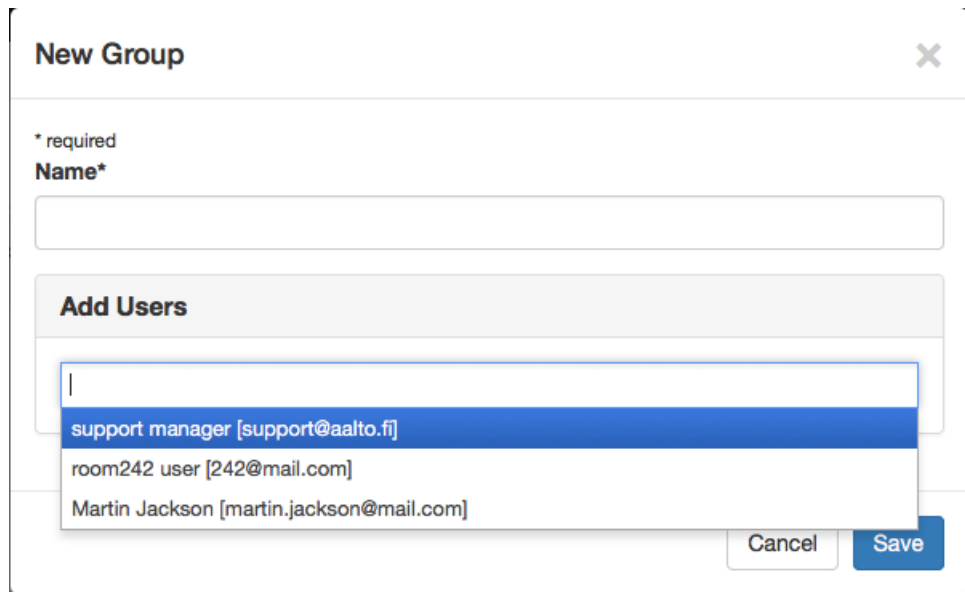 New Group
* required
Name*
Add Users
support manager [support@aalto.fi]
room242 user [242@mail.com]
Martin Jackson [martin.jackson@mail.com]
Cancel Save